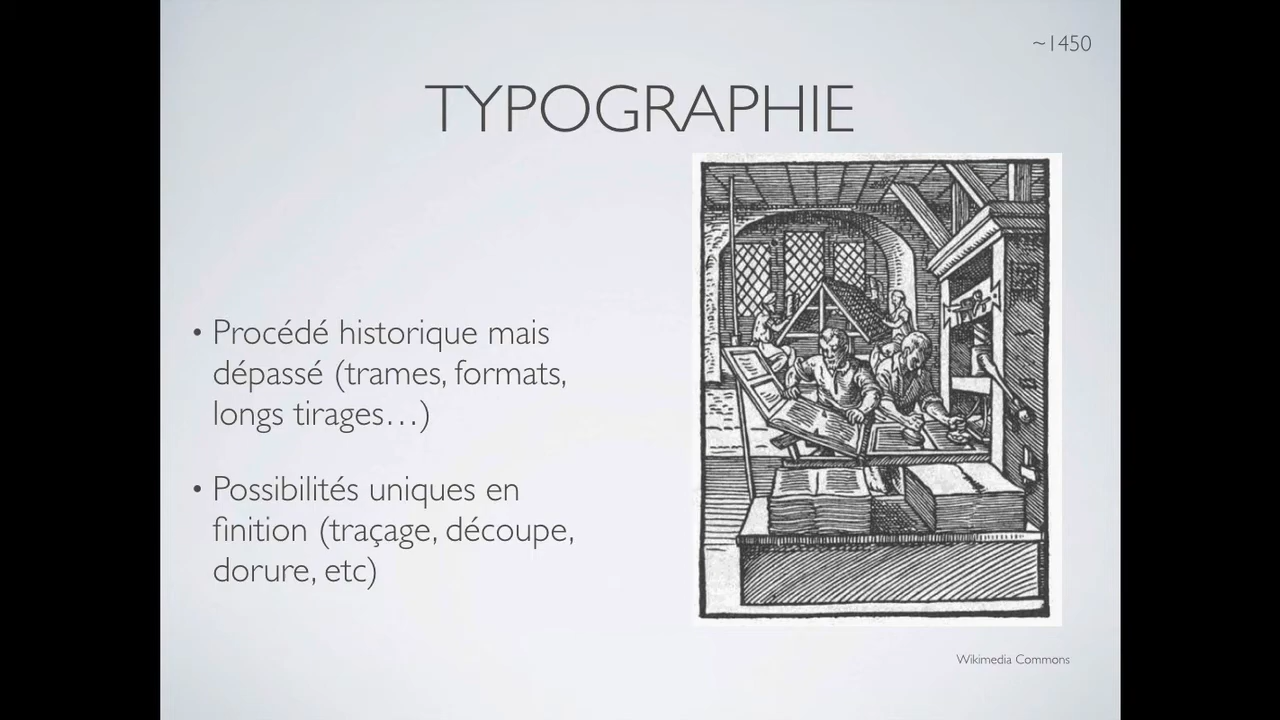 ~1450
TYPOGRAPHIE
• Procédé historique mais
dépassé (trames, formats,
longs tirages…)
• Possibilités uniques en
finition (traçage, découpe,
dorure, etc)
Wikimedia Commons